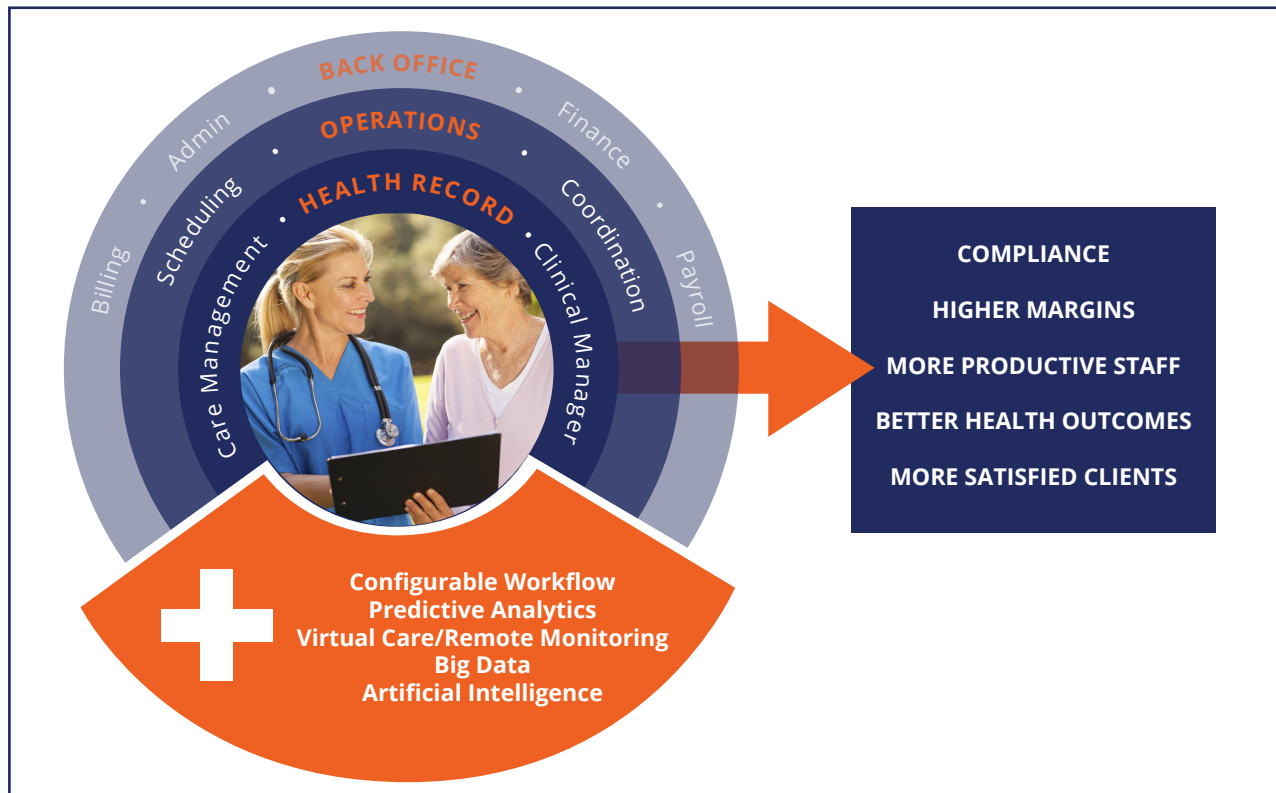 Billing • Admin • BACK OFFICE • Finance • Payroll
Scheduling • OPERATIONS • Coordination
Care Management • HEALTH RECORD • Clinical Manager
COMPLIANCE
HIGHER MARGINS
MORE PRODUCTIVE STAFF
BETTER HEALTH OUTCOMES
MORE SATISFIED CLIENTS
Configurable Workflow
Predictive Analytics
Virtual Care/Remote Monitoring
Big Data
Artificial Intelligence